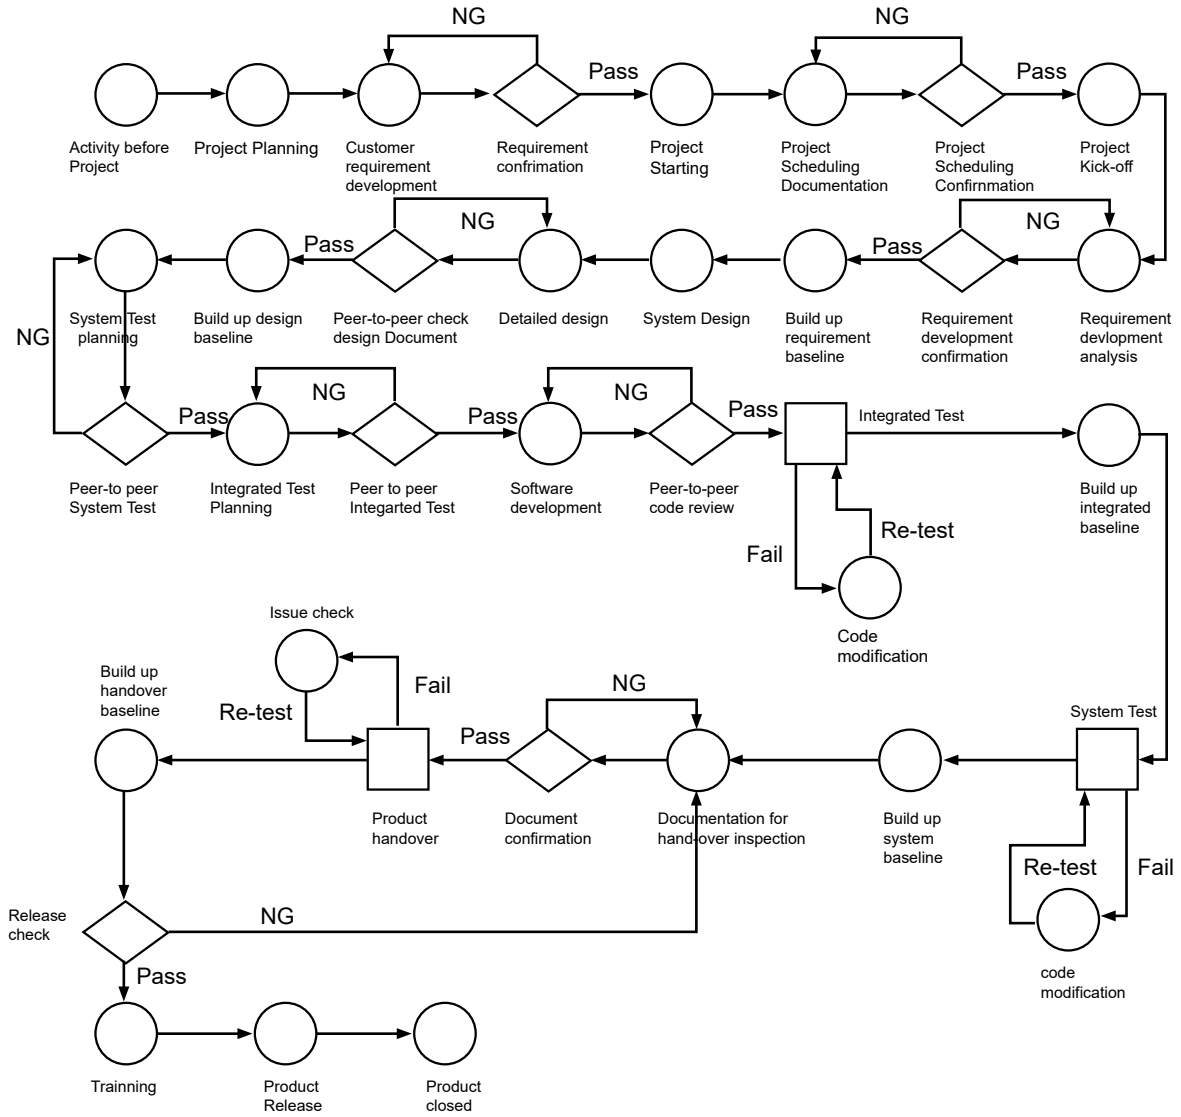 NG
NG
Pass
Pass
Activity before
Project
Project Planning
Customer
requirement
development
Requirement
confrimation
Project
Starting
Project
Scheduling
Documentation
Project
Scheduling
Confirnmation
Project
Kick-off
NG
NG
Pass
Pass
NG
System Test
planning
Build up design
baseline
Peer-to-peer check
design Document
Detailed design
System Design
Build up
requirement
baseline
Requirement
development
confirmation
Requirement
devlopment
analysis
NG
NG
Pass
Pass
Pass
Integrated Test
Peer-to peer
System Test
Integrated Test
Planning
Peer to peer
Integarted Test
Software
development
Peer-to-peer
code review
Build up
integrated
baseline
Fail
Re-test
Code
modification
Issue check
Build up
handover
baseline
Re-test
Fail
NG
Pass
System Test
Product
handover
Document
confirmation
Documentation for
hand-over inspection
Build up
system
baseline
Re-test
Fail
code
modification
Release
check
NG
Pass
Trainning
Product
Release
Product
closed